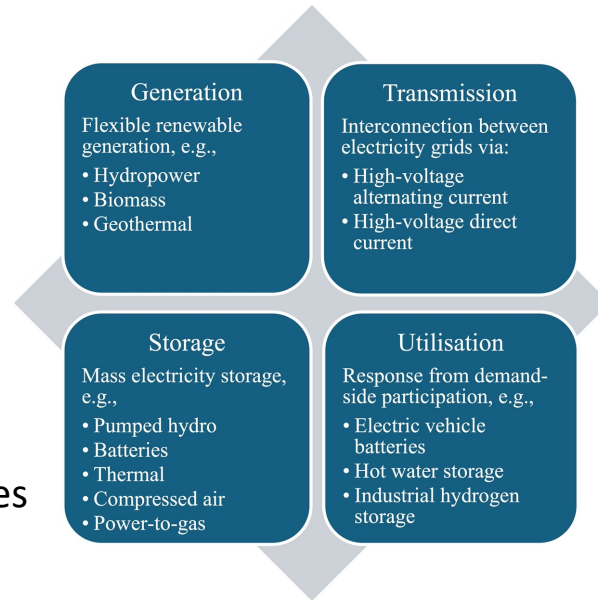 Generation
Flexible renewable
generation, e.g.,
• Hydropower
• Biomass
• Geothermal
Transmission
Interconnection between
electricity grids via:
• High-voltage
alternating current
• High-voltage direct
current
Storage
Mass electricity storage,
e.g.,
• Pumped hydro
• Batteries
• Thermal
• Compressed air
• Power-to-gas
Utilisation
Response from demand-
side participation, e.g.,
• Electric vehicle
batteries
• Hot water storage
• Industrial hydrogen
storage
es